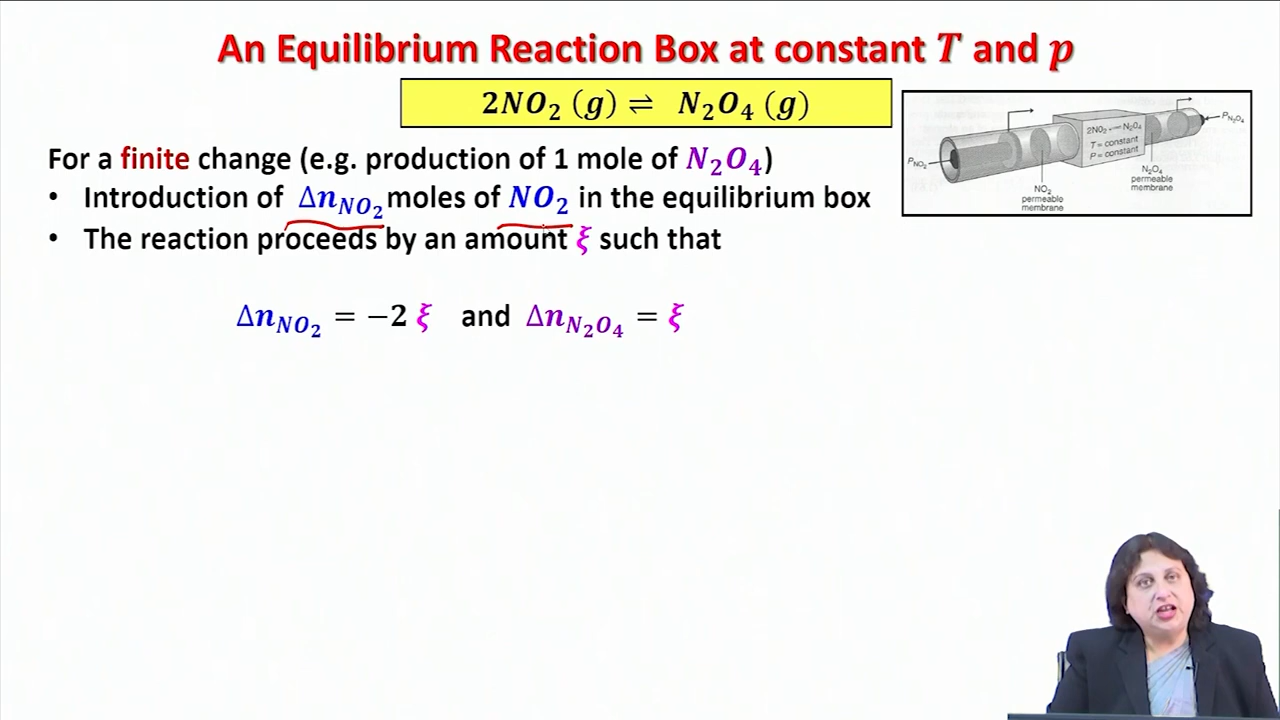 An Equilibrium Reaction Box at constant T and p
2NO₂ (g) ⇌ N₂O₄ (g)
For a finite change (e.g. production of 1 mole of N₂O₄)
• Introduction of Δn_NO₂ moles of NO₂ in the equilibrium box
• The reaction proceeds by an amount ξ such that
Δn_NO₂ = −2 ξ and Δn_N₂O₄ = ξ
P_NO₂
2NO₂ ⟷ N₂O₄
T = constant
P = constant
P_N₂O₄
NO₂
permeable
membrane
N₂O₄
permeable
membrane